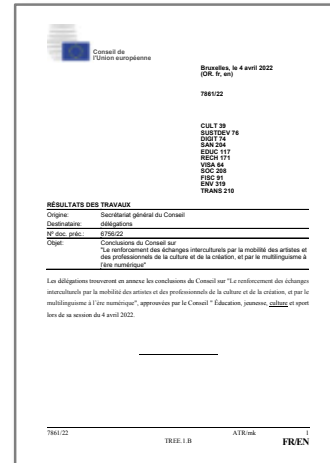 Conseil de
l'Union européenne
Bruxelles, le 4 avril 2022
(OR. fr, en)
7861/22
CULT 39
SUSTDEV 76
DIGIT 74
SAN 204
EDUC 117
RECH 171
VISA 64
SOC 208
FISC 91
ENV 319
TRANS 210
RÉSULTATS DES TRAVAUX
Origine: Secrétariat général du Conseil
Destinataire: délégations
Nº doc. préc.: 6756/22
Objet: Conclusions du Conseil sur
"Le renforcement des échanges interculturels par la mobilité des artistes et
des professionnels de la culture et de la création, et par le multilinguisme à
l'ère numérique"
Les délégations trouveront en annexe les conclusions du Conseil sur "Le renforcement des échanges
interculturels par la mobilité des artistes et des professionnels de la culture et de la création, et par le
multilinguisme à l'ère numérique", approuvées par le Conseil " Éducation, jeunesse, culture et sport
lors de sa session du 4 avril 2022.
7861/22 ATR/mk 1
TREE.1.B FR/EN